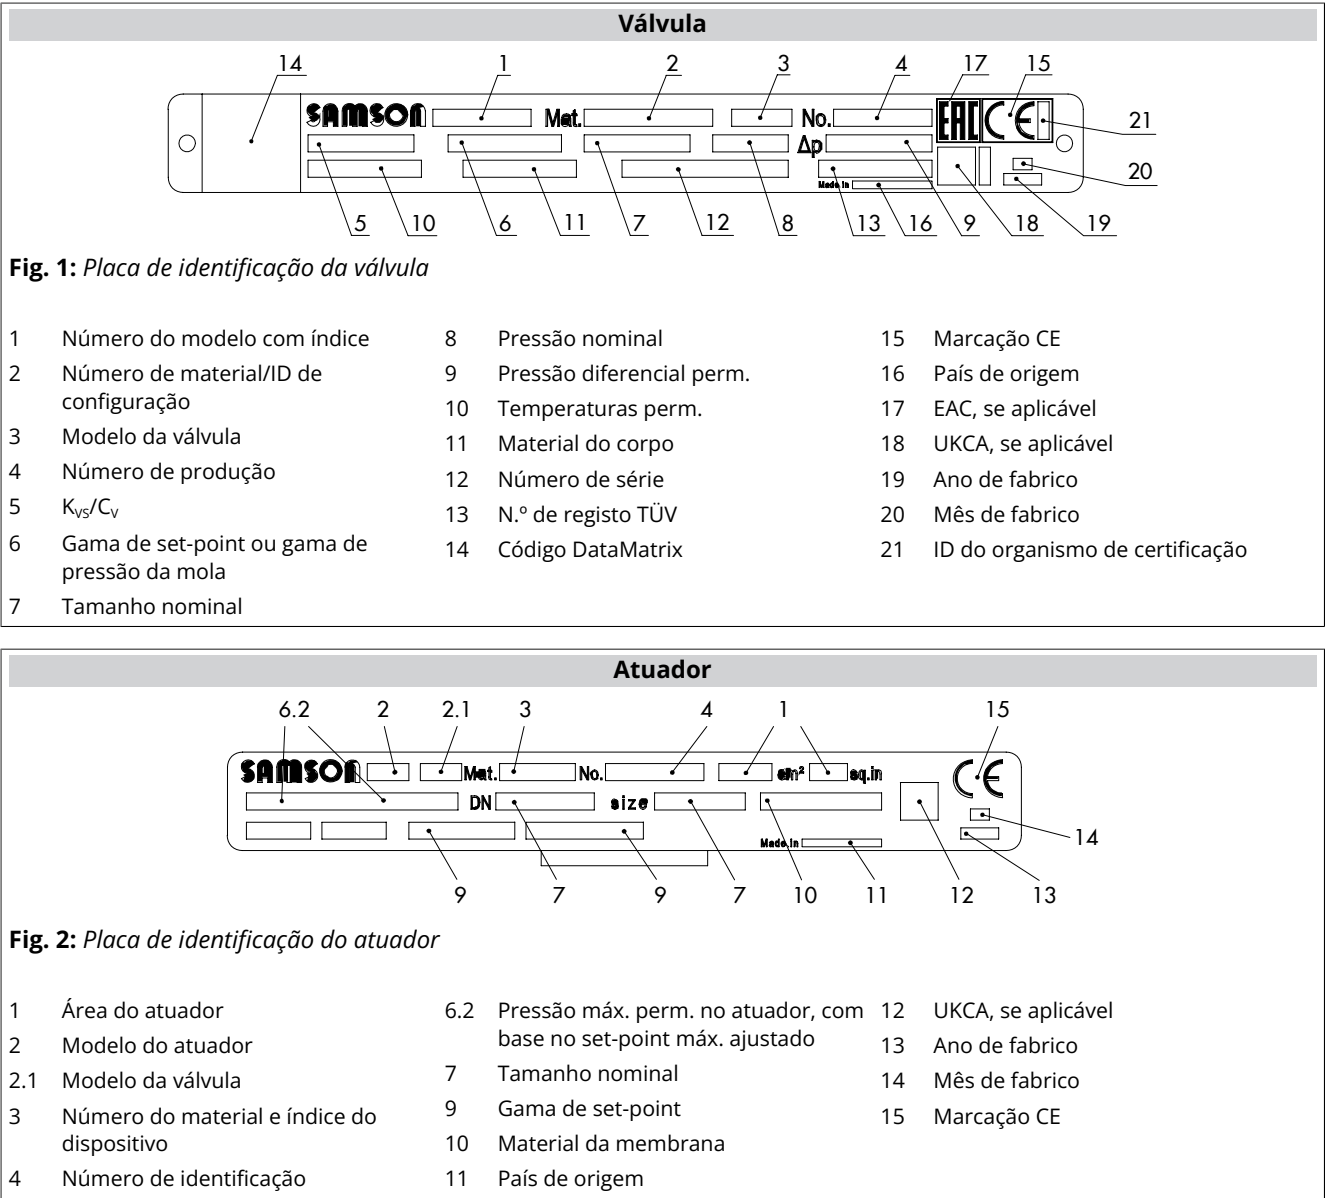 Válvula
14 1 2 3 4 17 15
SAMSON Mat. No. EAC CE
21
Δp
20
Made in
5 10 6 11 7 12 8 13 16 9 18 19
Fig. 1: Placa de identificação da válvula
1 Número do modelo com índice
2 Número de material/ID de
configuração
3 Modelo da válvula
4 Número de produção
5 KVS/CV
6 Gama de set-point ou gama de
pressão da mola
7 Tamanho nominal
8 Pressão nominal
9 Pressão diferencial perm.
10 Temperaturas perm.
11 Material do corpo
12 Número de série
13 N.º de registo TÜV
14 Código DataMatrix
15 Marcação CE
16 País de origem
17 EAC, se aplicável
18 UKCA, se aplicável
19 Ano de fabrico
20 Mês de fabrico
21 ID do organismo de certificação
Atuador
6.2 2 2.1 3 4 1 15
SAMSON Mat. No. cm² sq.in CE
DN size
Made in
14
9 7 9 7 10 11 12 13
Fig. 2: Placa de identificação do atuador
1 Área do atuador
2 Modelo do atuador
2.1 Modelo da válvula
3 Número do material e índice do
dispositivo
4 Número de identificação
6.2 Pressão máx. perm. no atuador, com
base no set-point máx. ajustado
7 Tamanho nominal
9 Gama de set-point
10 Material da membrana
11 País de origem
12 UKCA, se aplicável
13 Ano de fabrico
14 Mês de fabrico
15 Marcação CE